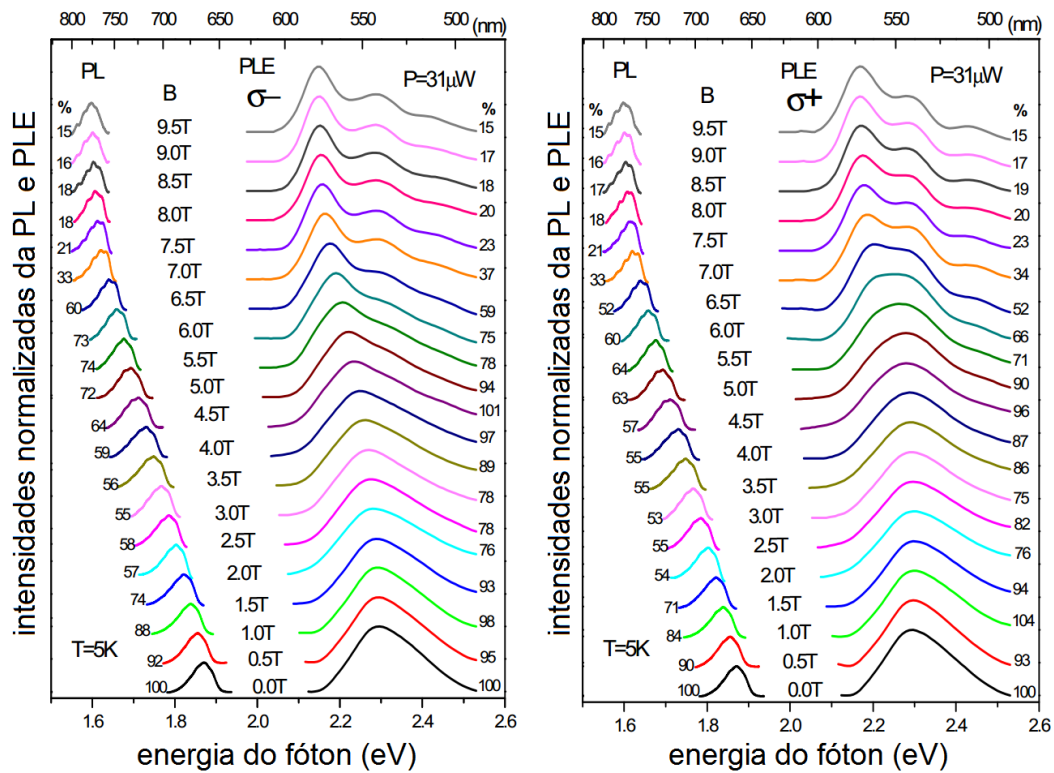 800 750 700 650 600 550 500 (nm)
PL PLE P=31μW
B σ−
% %
15 9.5T 15
16 9.0T 17
18 8.5T 18
18 8.0T 20
21 7.5T 23
33 7.0T 37
60 6.5T 59
73 6.0T 75
74 5.5T 78
72 5.0T 94
64 4.5T 101
59 4.0T 97
56 3.5T 89
55 3.0T 78
58 2.5T 78
57 2.0T 76
74 1.5T 93
88 1.0T 98
92 0.5T 95
100 0.0T 100
T=5K
1.6 1.8 2.0 2.2 2.4 2.6
energia do fóton (eV)
intensidades normalizadas da PL e PLE
800 750 700 650 600 550 500 (nm)
PL PLE P=31μW
B σ+
% %
15 9.5T 15
16 9.0T 17
17 8.5T 19
18 8.0T 20
21 7.5T 23
33 7.0T 34
52 6.5T 52
60 6.0T 66
64 5.5T 71
63 5.0T 90
57 4.5T 96
55 4.0T 87
55 3.5T 86
53 3.0T 75
55 2.5T 82
54 2.0T 76
71 1.5T 94
84 1.0T 104
90 0.5T 93
100 0.0T 100
T=5K
1.6 1.8 2.0 2.2 2.4 2.6
energia do fóton (eV)
intensidades normalizadas da PL e PLE